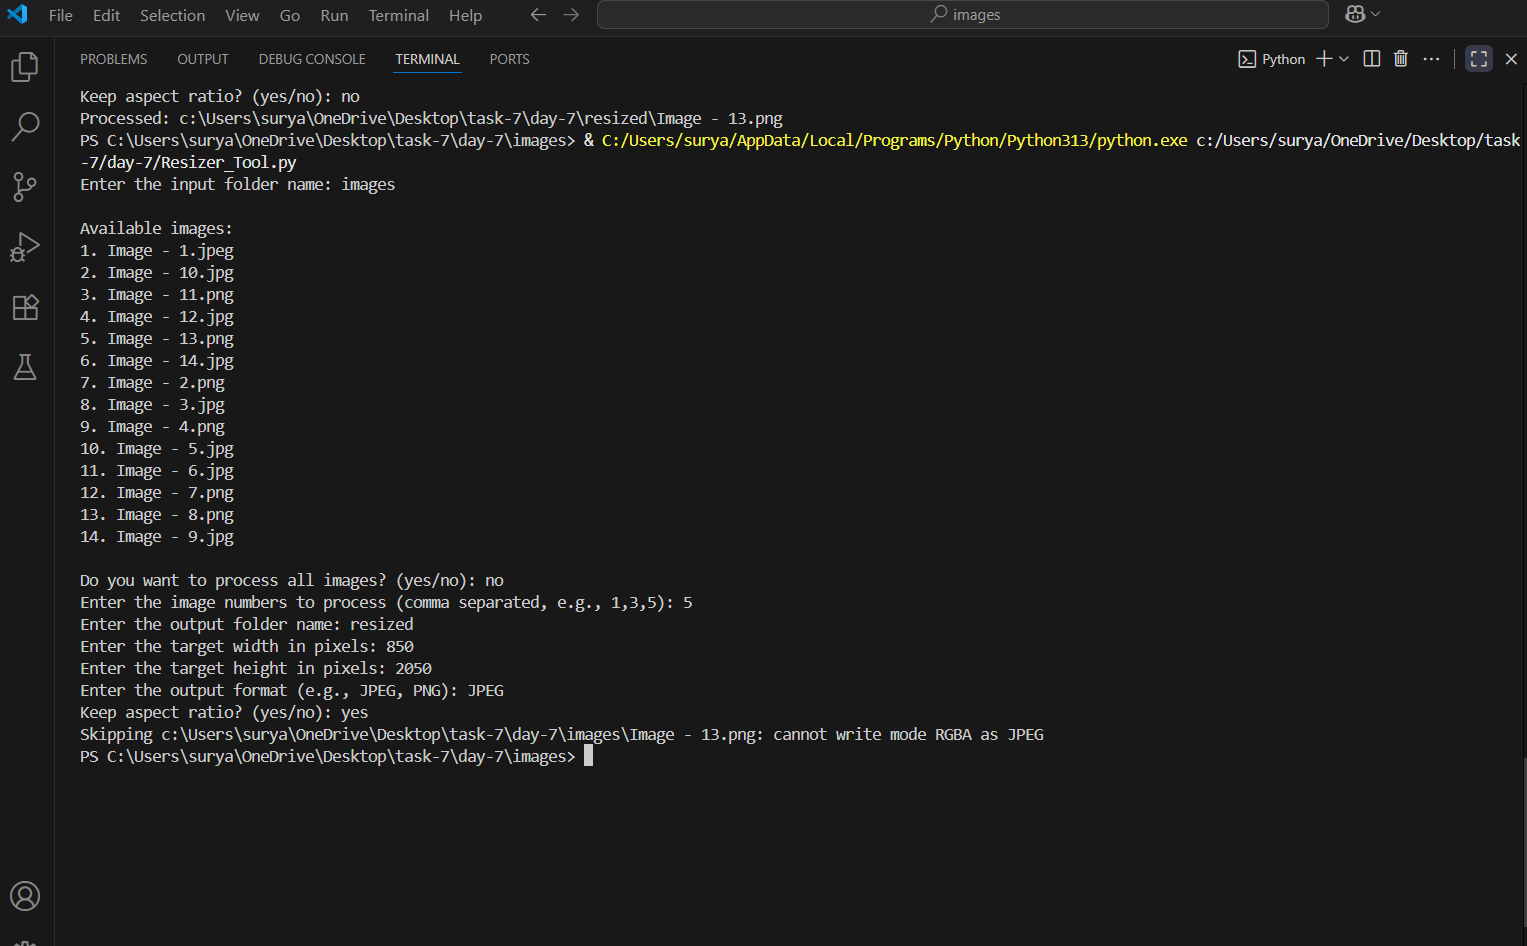 File Edit Selection View Go Run Terminal Help
images
PROBLEMS OUTPUT DEBUG CONSOLE TERMINAL PORTS
Python
Keep aspect ratio? (yes/no): no
Processed: c:\Users\surya\OneDrive\Desktop\task-7\day-7\resized\Image - 13.png
PS C:\Users\surya\OneDrive\Desktop\task-7\day-7\images> & C:/Users/surya/AppData/Local/Programs/Python/Python313/python.exe c:/Users/surya/OneDrive/Desktop/task
-7/day-7/Resizer_Tool.py
Enter the input folder name: images
Available images:
1. Image - 1.jpeg
2. Image - 10.jpg
3. Image - 11.png
4. Image - 12.jpg
5. Image - 13.png
6. Image - 14.jpg
7. Image - 2.png
8. Image - 3.jpg
9. Image - 4.png
10. Image - 5.jpg
11. Image - 6.jpg
12. Image - 7.png
13. Image - 8.png
14. Image - 9.jpg
Do you want to process all images? (yes/no): no
Enter the image numbers to process (comma separated, e.g., 1,3,5): 5
Enter the output folder name: resized
Enter the target width in pixels: 850
Enter the target height in pixels: 2050
Enter the output format (e.g., JPEG, PNG): JPEG
Keep aspect ratio? (yes/no): yes
Skipping c:\Users\surya\OneDrive\Desktop\task-7\day-7\images\Image - 13.png: cannot write mode RGBA as JPEG
PS C:\Users\surya\OneDrive\Desktop\task-7\day-7\images>